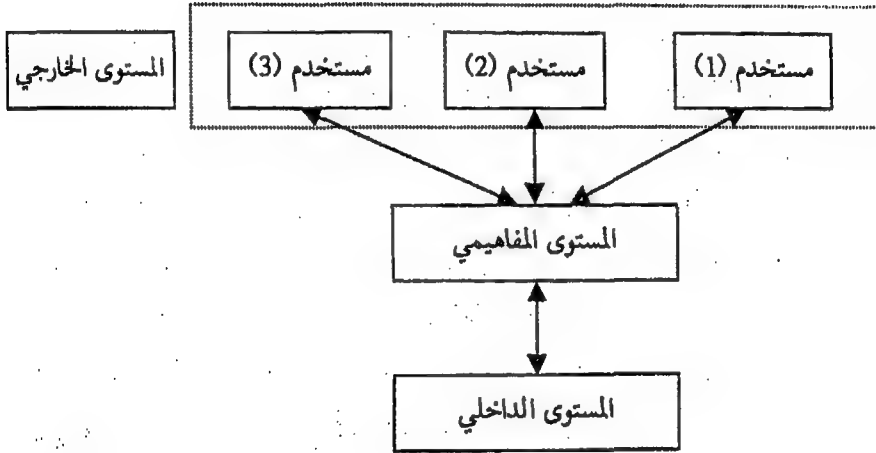 مستخدم (1)
مستخدم (2)
مستخدم (3)
المستوى الخارجي
المستوى المفاهيمي
المستوى الداخلي